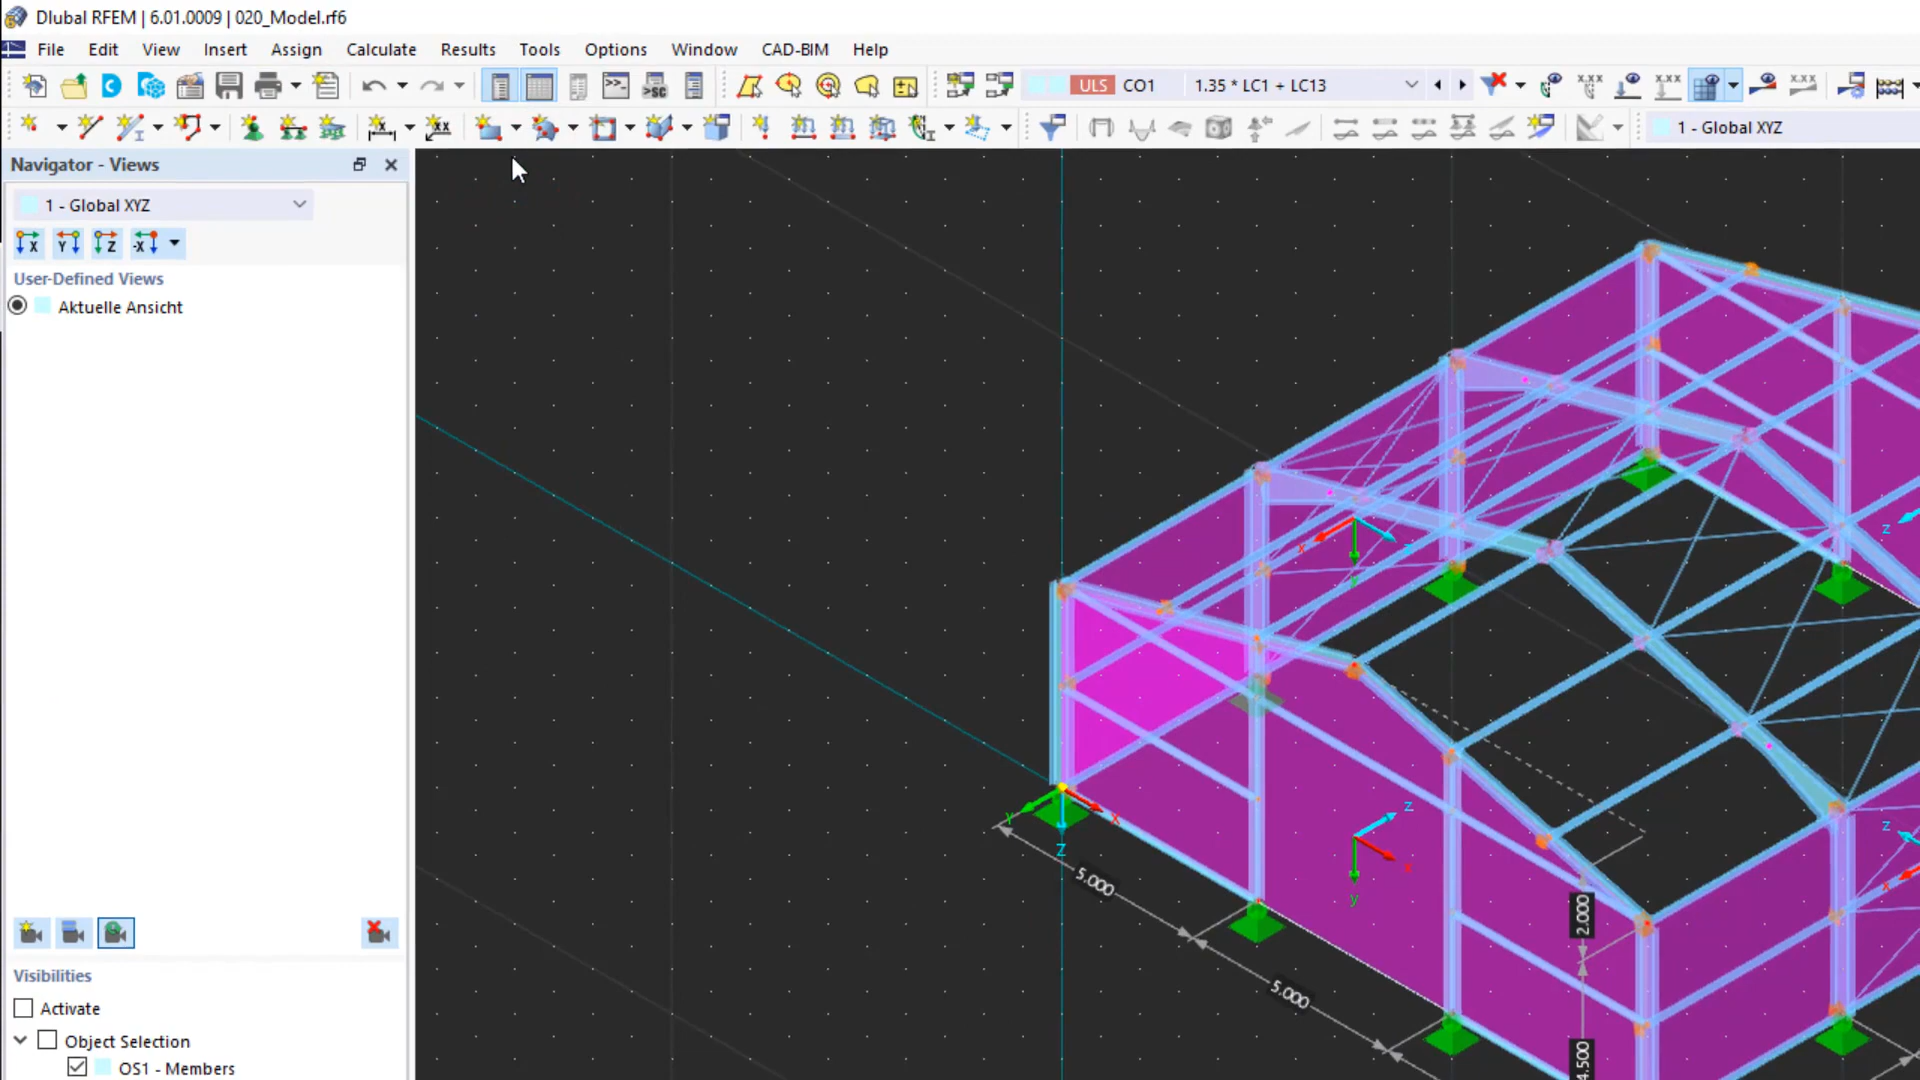 Dlubal RFEM | 6.01.0009 | 020_Model.rf6
File Edit View Insert Assign Calculate Results Tools Options Window CAD-BIM Help
ULS CO1 1.35 * LC1 + LC13
1 - Global XYZ
Navigator - Views
1 - Global XYZ
X Y Z -X
User-Defined Views
Aktuelle Ansicht
Visibilities
Activate
Object Selection
OS1 - Members
x
z
y
x
Z
z
x
y
z
x
5.000
5.000
2.000
4.500